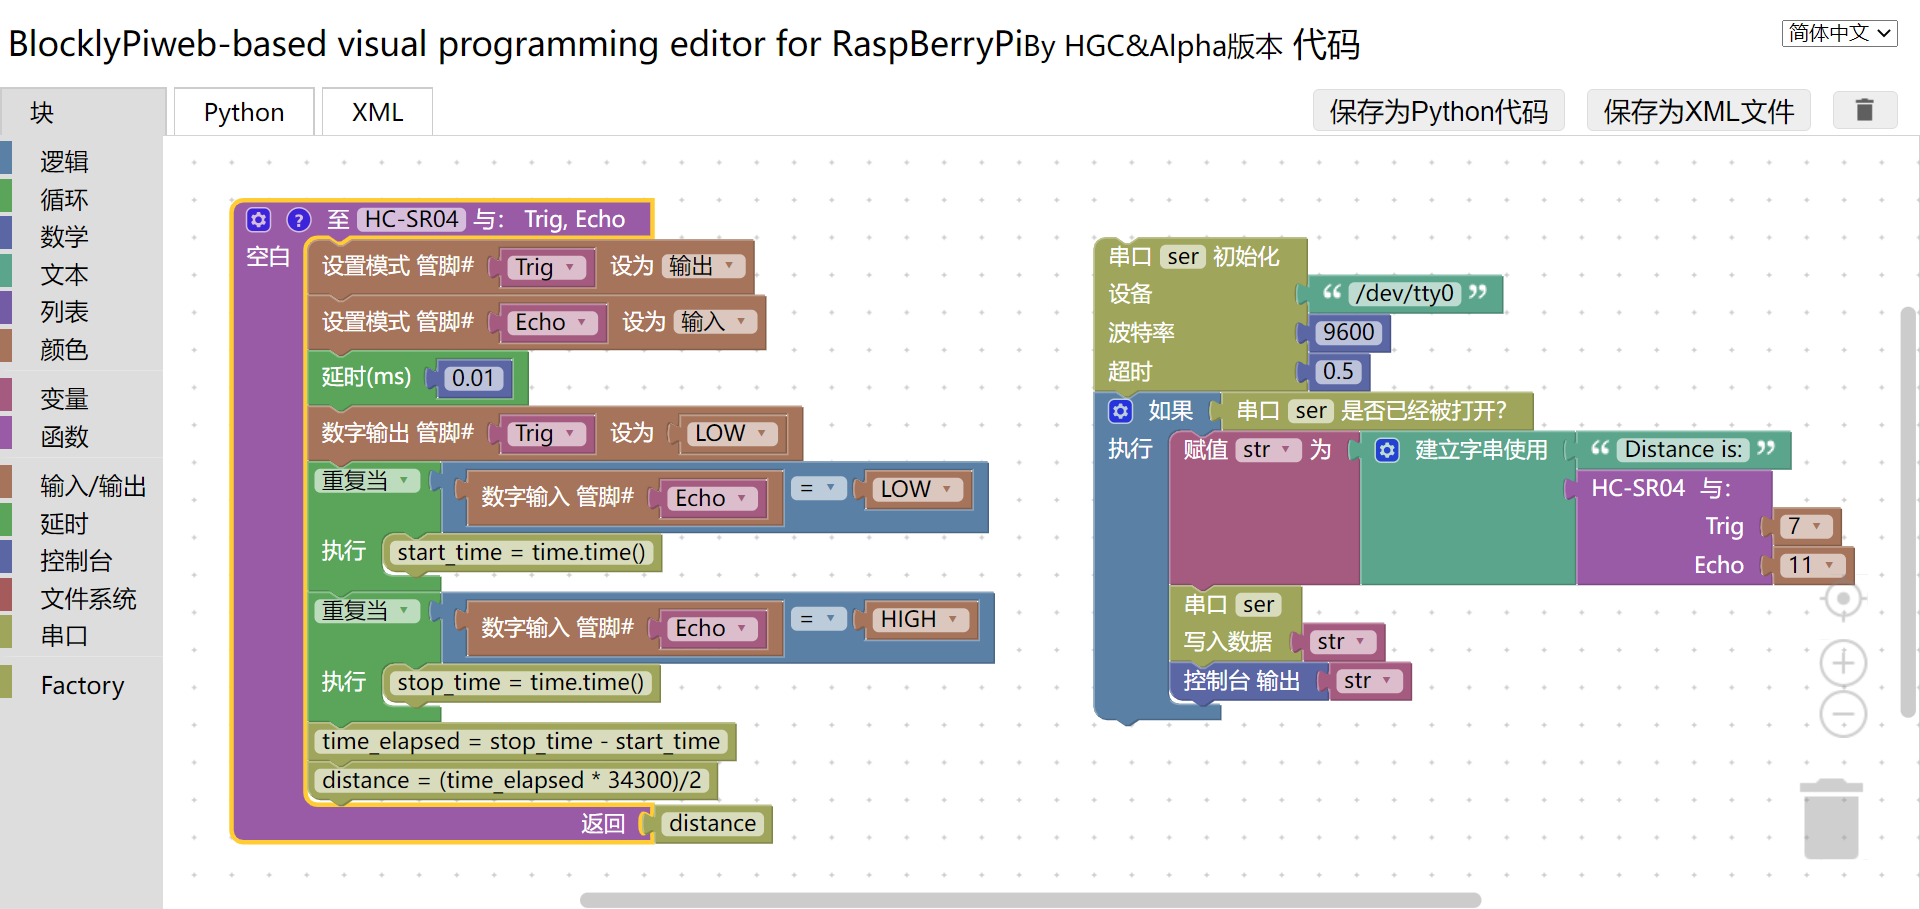 BlocklyPiweb-based visual programming editor for RaspBerryPiBy HGC&Alpha版本 代码
简体中文
块
Python
XML
保存为Python代码
保存为XML文件
逻辑
循环
数学
文本
列表
颜色
变量
函数
输入/输出
延时
控制台
文件系统
串口
Factory
? 至 HC-SR04 与: Trig, Echo
空白
设置模式 管脚# Trig 设为 输出
设置模式 管脚# Echo 设为 输入
延时(ms) 0.01
数字输出 管脚# Trig 设为 LOW
重复当 数字输入 管脚# Echo = LOW
执行 start_time = time.time()
重复当 数字输入 管脚# Echo = HIGH
执行 stop_time = time.time()
time_elapsed = stop_time - start_time
distance = (time_elapsed * 34300)/2
返回 distance
串口 ser 初始化
设备 “ /dev/tty0 ”
波特率 9600
超时 0.5
如果 串口 ser 是否已经被打开?
执行 赋值 str 为 建立字串使用 “ Distance is: ”
HC-SR04 与:
Trig 7
Echo 11
串口 ser
写入数据 str
控制台 输出 str